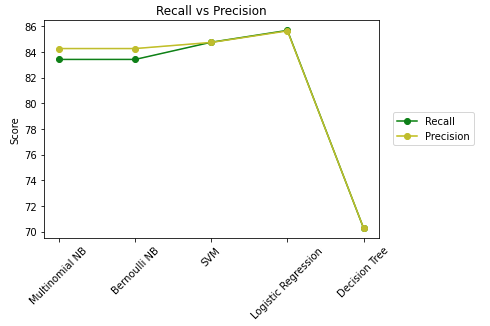 Recall vs Precision
Score
86
84
82
80
78
76
74
72
70
Multinomial NB
Bernoulli NB
SVM
Logistic Regression
Decision Tree
Recall
Precision